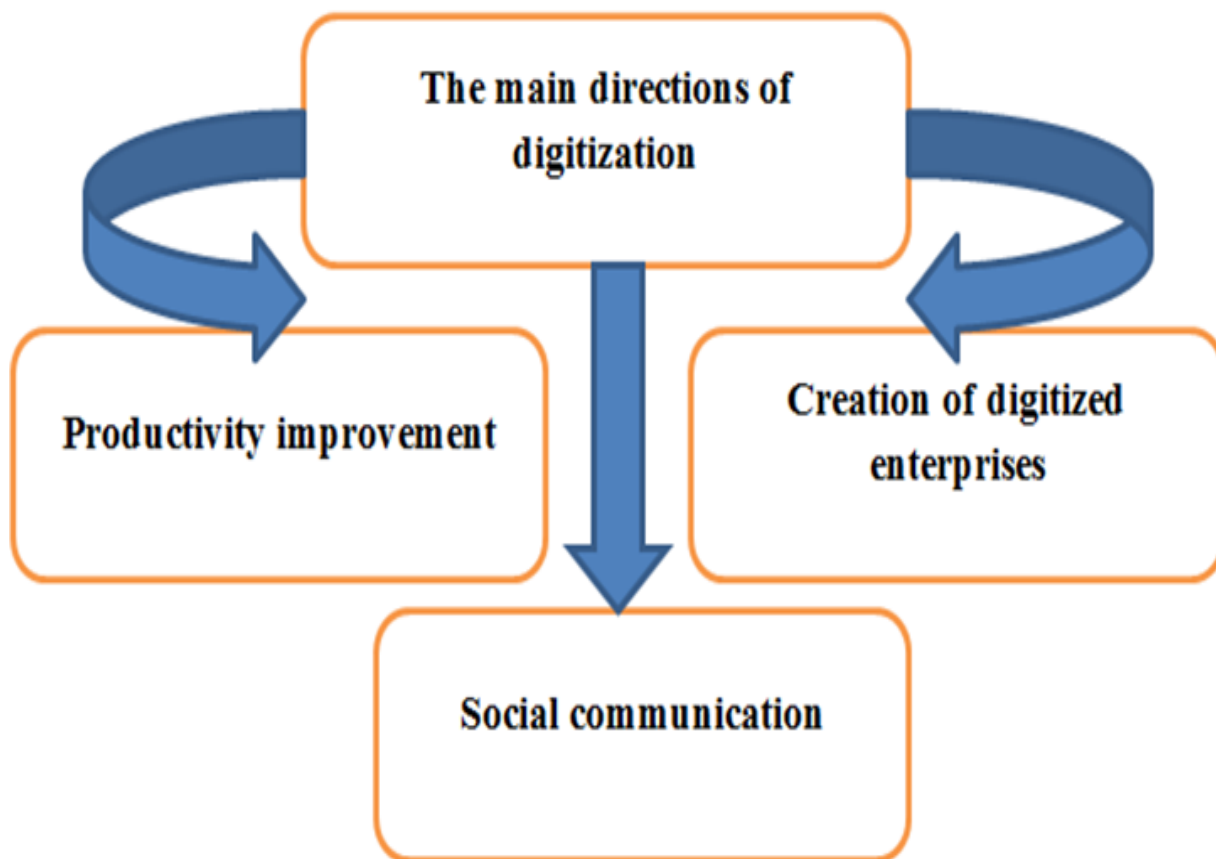 The main directions of
digitization
Productivity improvement
Creation of digitized
enterprises
Social communication